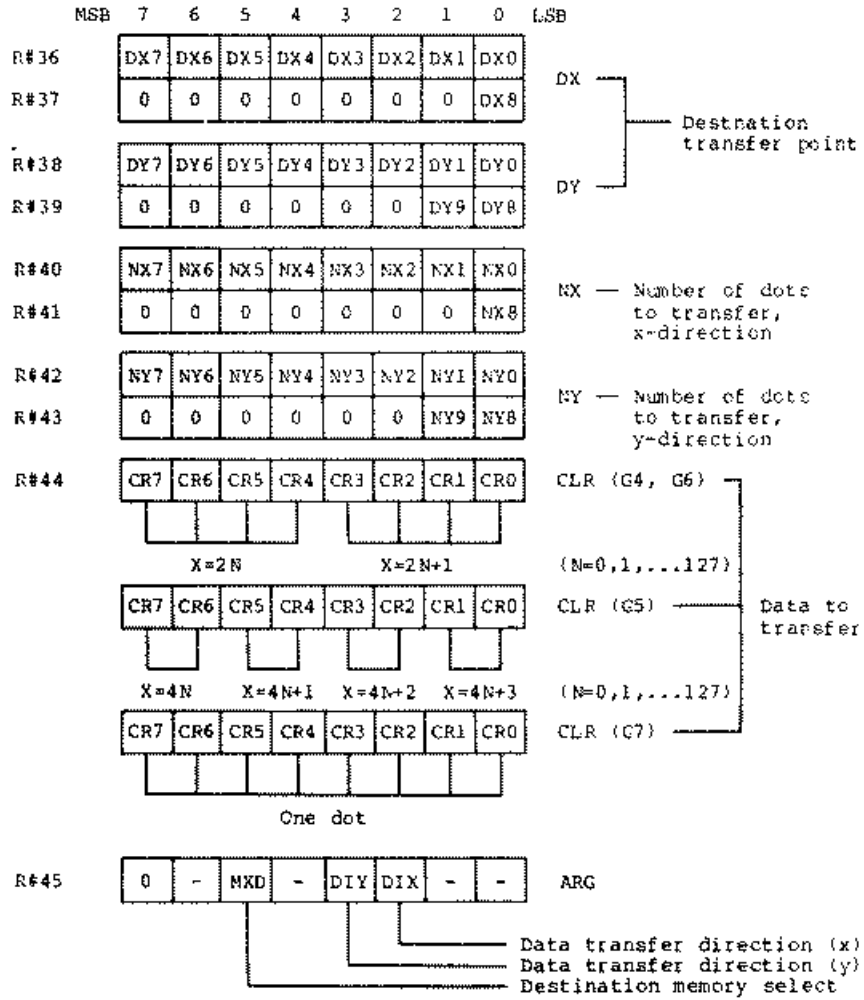 MSB 7 6 5 4 3 2 1 0 LSB
R#36 DX7 DX6 DX5 DX4 DX3 DX2 DX1 DX0
DX
R#37 0 0 0 0 0 0 0 DX8
Destnation
transfer point
R#38 DY7 DY6 DY5 DY4 DY3 DY2 DY1 DY0
DY
R#39 0 0 0 0 0 0 DY9 DY8
R#40 NX7 NX6 NX5 NX4 NX3 NX2 NX1 NX0
NX — Number of dots
R#41 0 0 0 0 0 0 0 NX8
to transfer,
x-direction
R#42 NY7 NY6 NY5 NY4 NY3 NY2 NY1 NY0
NY — Number of dots
R#43 0 0 0 0 0 0 NY9 NY8
to transfer,
y-direction
R#44 CR7 CR6 CR5 CR4 CR3 CR2 CR1 CR0 CLR (G4, G6)
X=2N X=2N+1 (N=0,1,...127)
CR7 CR6 CR5 CR4 CR3 CR2 CR1 CR0 CLR (G5) Data to
transfer
X=4N X=4N+1 X=4N+2 X=4N+3 (N=0,1,...127)
CR7 CR6 CR5 CR4 CR3 CR2 CR1 CR0 CLR (G7)
One dot
R#45 0 - MXD - DIY DIX - - ARG
Data transfer direction (x)
Data transfer direction (y)
Destination memory select